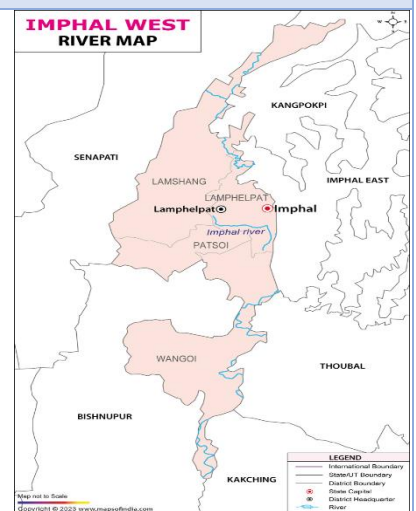 IMPHAL WEST
RIVER MAP
N
W
E
S
KANGPOKPI
SENAPATI
IMPHAL EAST
LAMSHANG
LAMPHELPAT
Lamphelpat
Imphal
Imphal river
PATSOI
WANGOI
THOUBAL
BISHNUPUR
KAKCHING
LEGEND
International Boundary
State/UT Boundary
District Boundary
State Capital
District Headquarter
River
Map not to Scale
Copyright © 2023 www.mapsofindia.com